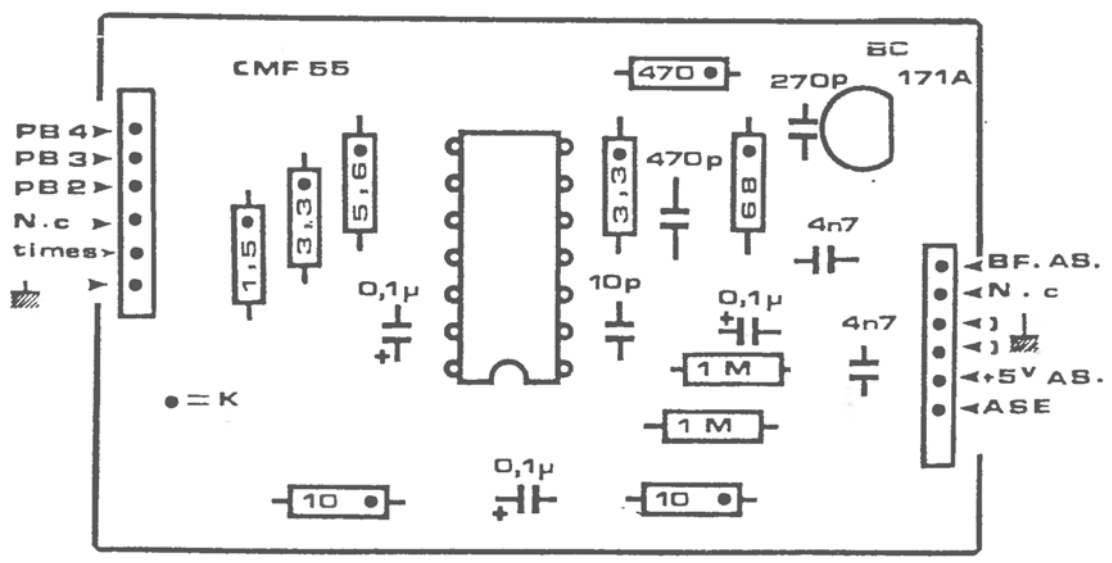 CMF 55
BC
171A
470
270p
PB 4
PB 3
PB 2
N.c
times
1,5
3,3
5,6
3,3
470p
68
4n7
0,1µ
10p
0,1µ
4n7
1 M
1 M
BF. AS.
N.c
)
)
+5V AS.
ASE
= K
0,1µ
10
10
+
+
+